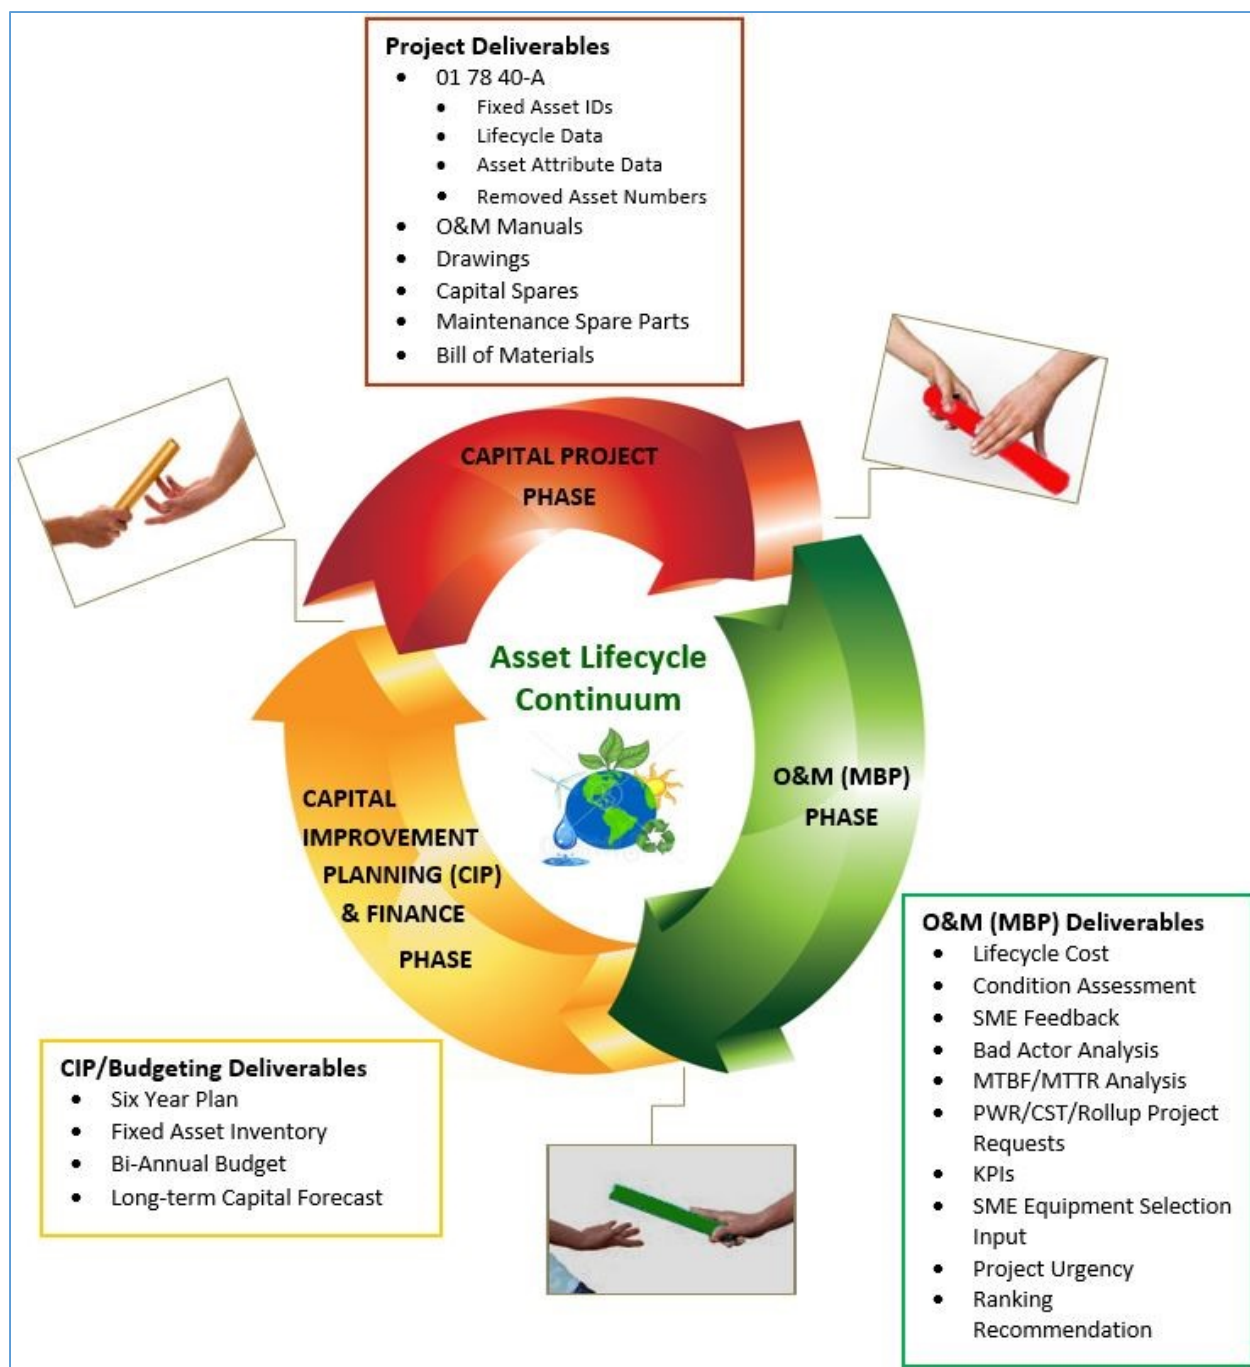 Project Deliverables
• 01 78 40-A
• Fixed Asset IDs
• Lifecycle Data
• Asset Attribute Data
• Removed Asset Numbers
• O&M Manuals
• Drawings
• Capital Spares
• Maintenance Spare Parts
• Bill of Materials
CAPITAL PROJECT
PHASE
Asset Lifecycle
Continuum
O&M (MBP)
PHASE
CAPITAL
IMPROVEMENT
PLANNING (CIP)
& FINANCE
PHASE
O&M (MBP) Deliverables
• Lifecycle Cost
• Condition Assessment
• SME Feedback
• Bad Actor Analysis
• MTBF/MTTR Analysis
• PWR/CST/Rollup Project
Requests
• KPIs
• SME Equipment Selection
Input
• Project Urgency
• Ranking
Recommendation
CIP/Budgeting Deliverables
• Six Year Plan
• Fixed Asset Inventory
• Bi-Annual Budget
• Long-term Capital Forecast